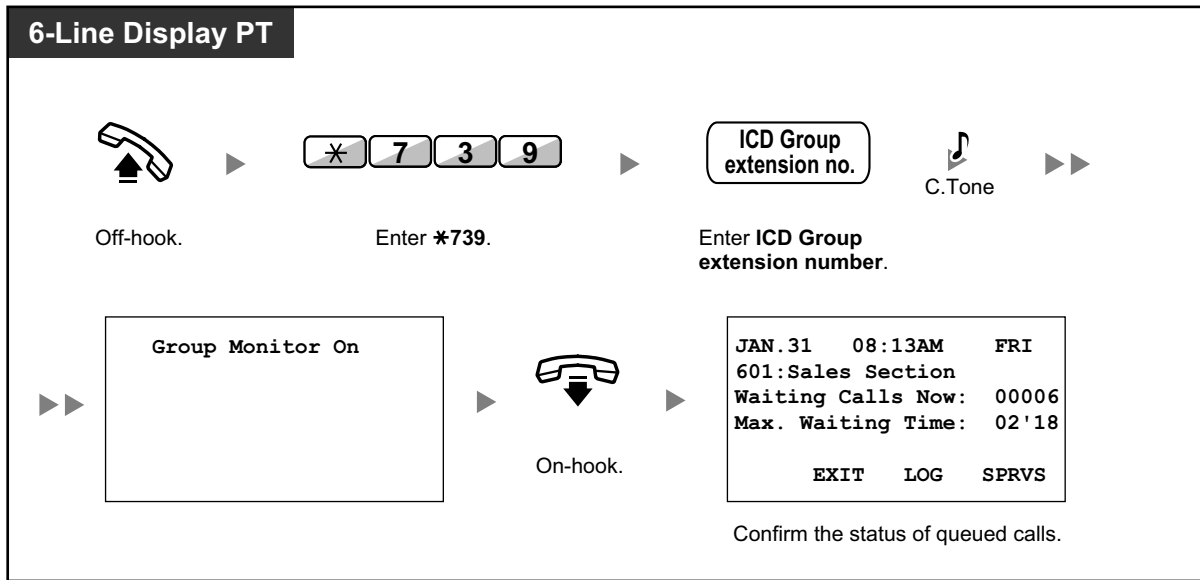 6-Line Display PT
✳ 7 3 9
ICD Group
extension no.
C.Tone
Off-hook.
Enter ✳739.
Enter ICD Group
extension number.
Group Monitor On
On-hook.
JAN.31 08:13AM FRI
601:Sales Section
Waiting Calls Now: 00006
Max. Waiting Time: 02'18
EXIT LOG SPRVS
Confirm the status of queued calls.